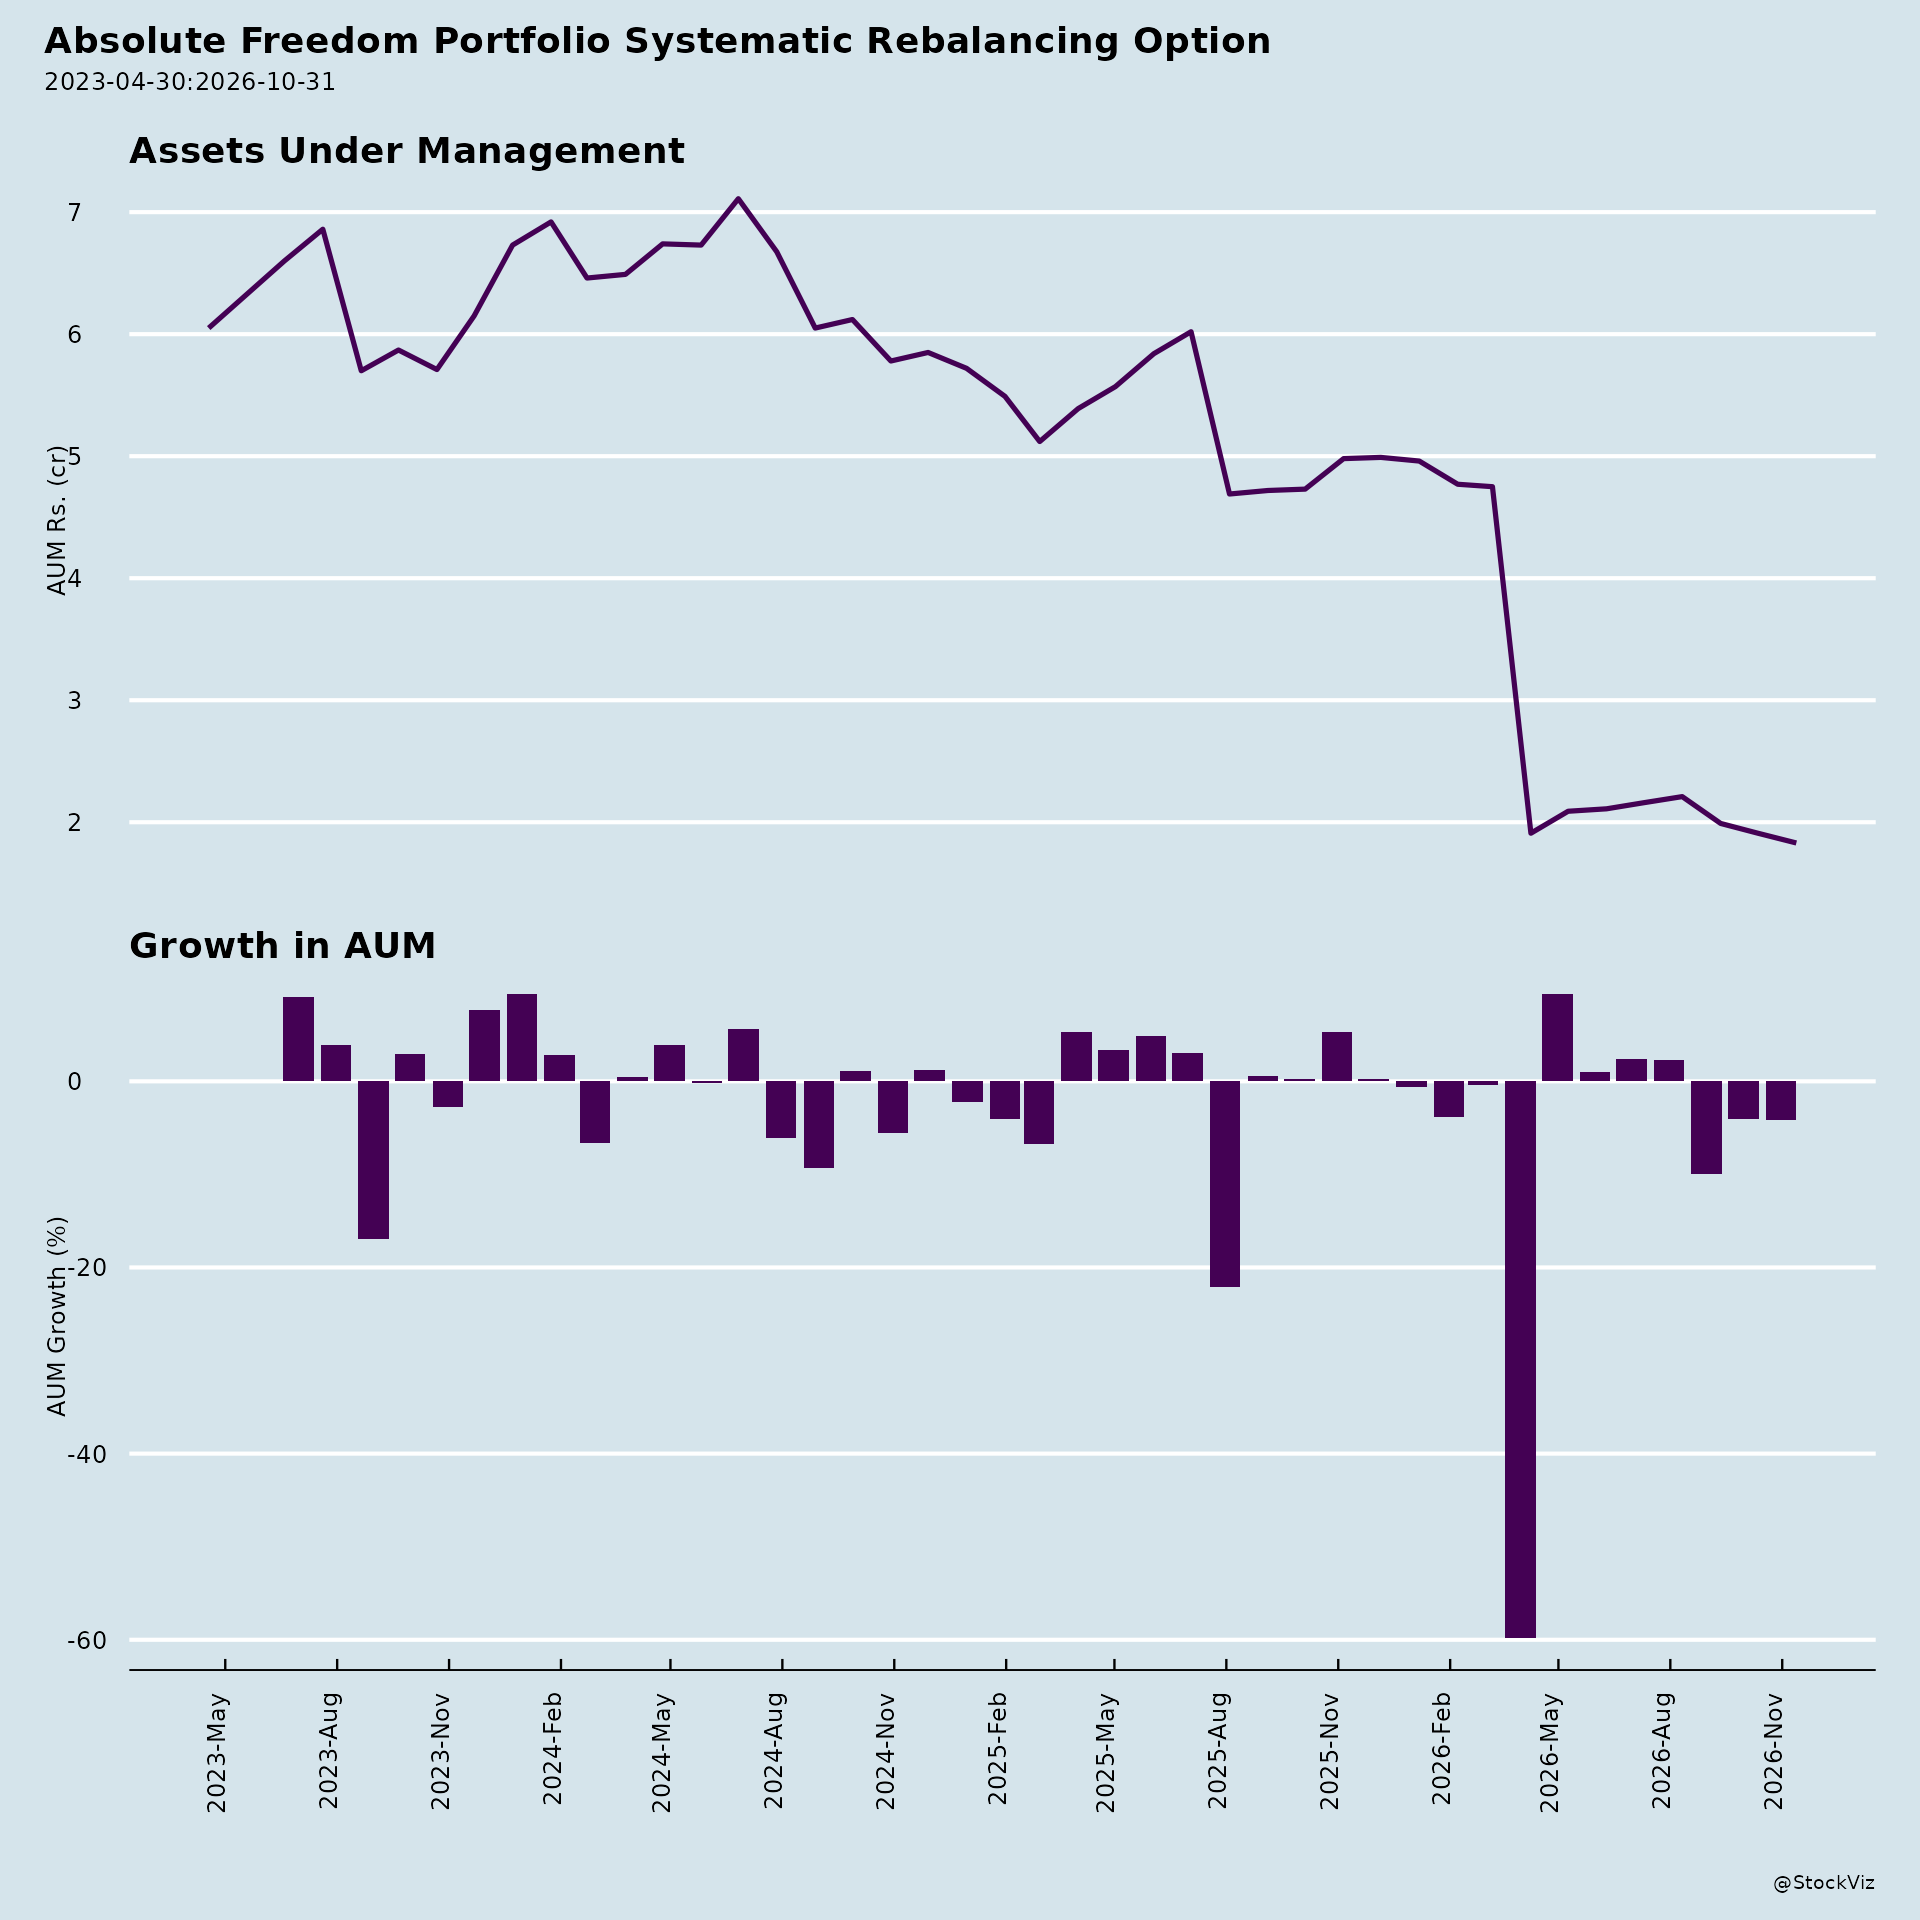 Absolute Freedom Portfolio Systematic Rebalancing Option
2023-04-30:2026-10-31
Assets Under Management
AUM Rs. (cr)
7
6
5
4
3
2
Growth in AUM
AUM Growth (%)
0
-20
-40
-60
2023-May
2023-Aug
2023-Nov
2024-Feb
2024-May
2024-Aug
2024-Nov
2025-Feb
2025-May
2025-Aug
2025-Nov
2026-Feb
2026-May
2026-Aug
2026-Nov
@StockViz